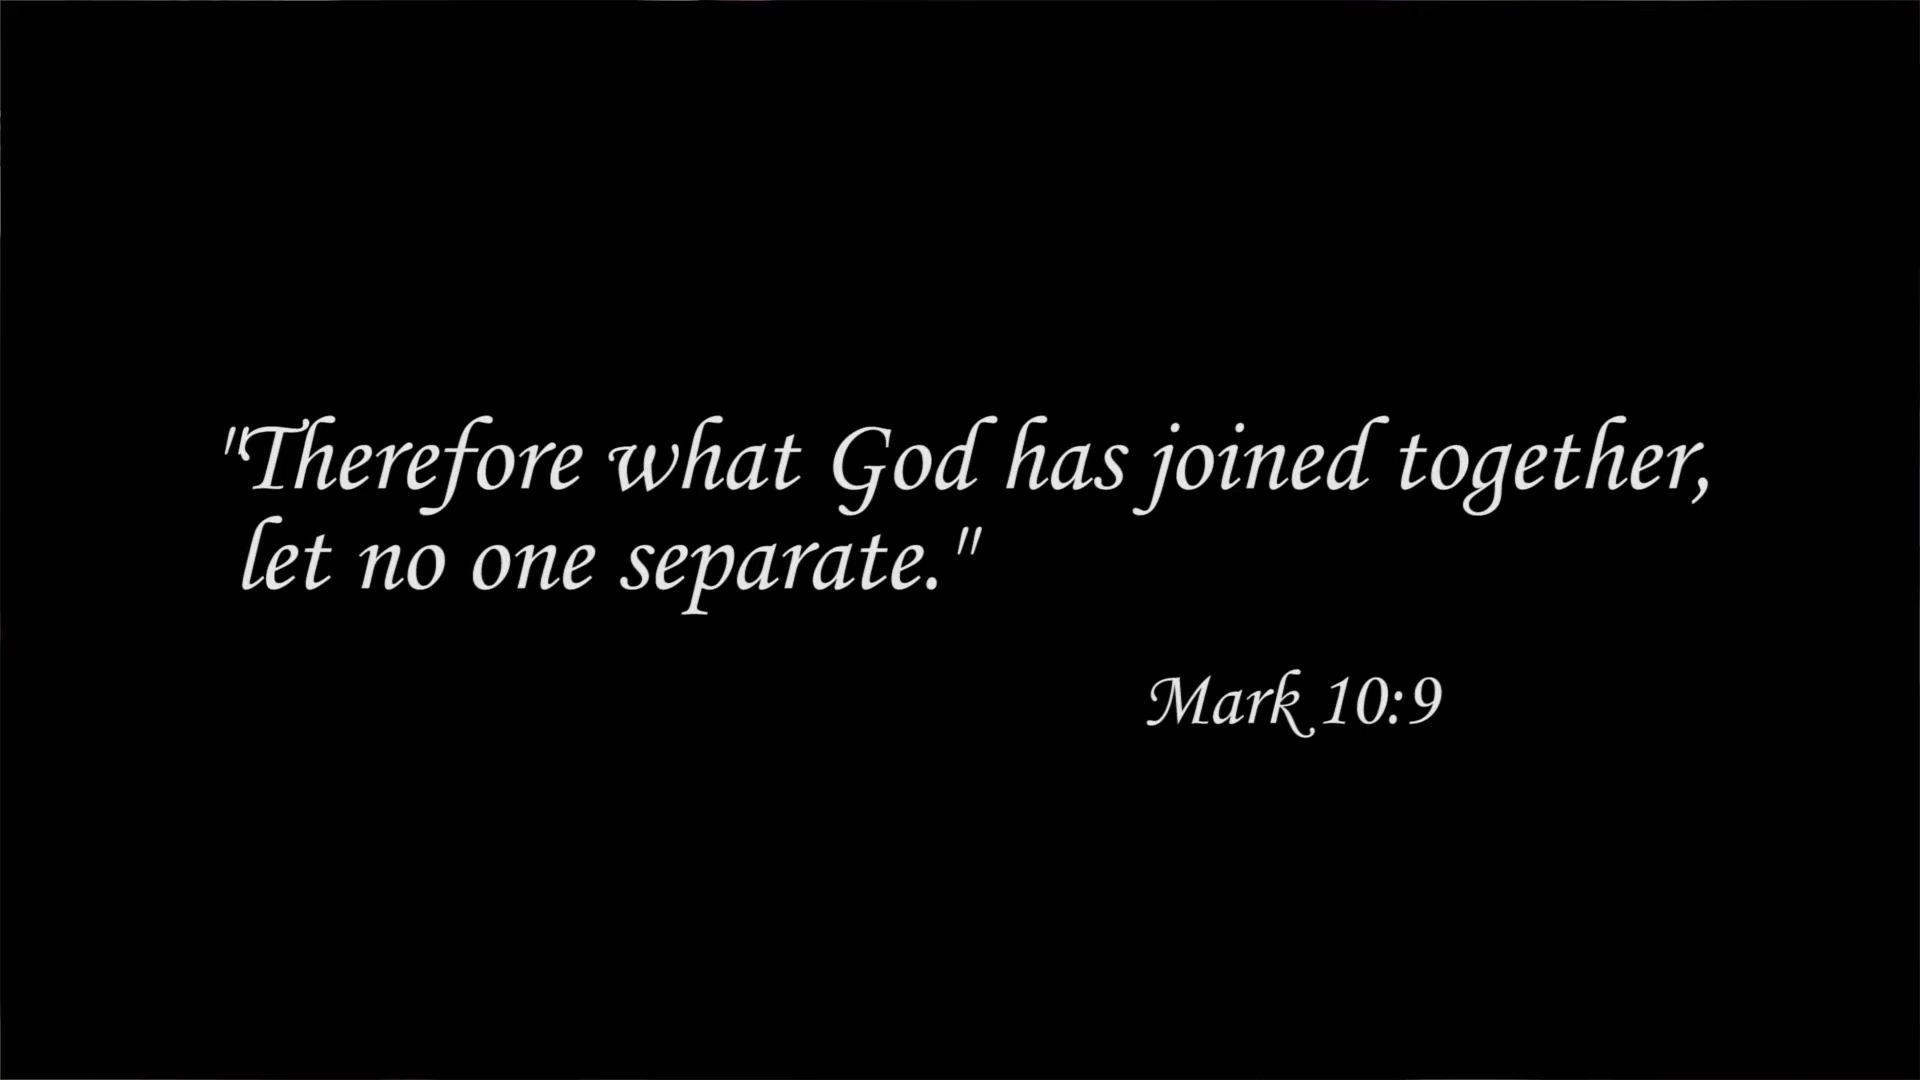 "Therefore what God has joined together,
let no one separate."
Mark 10:9